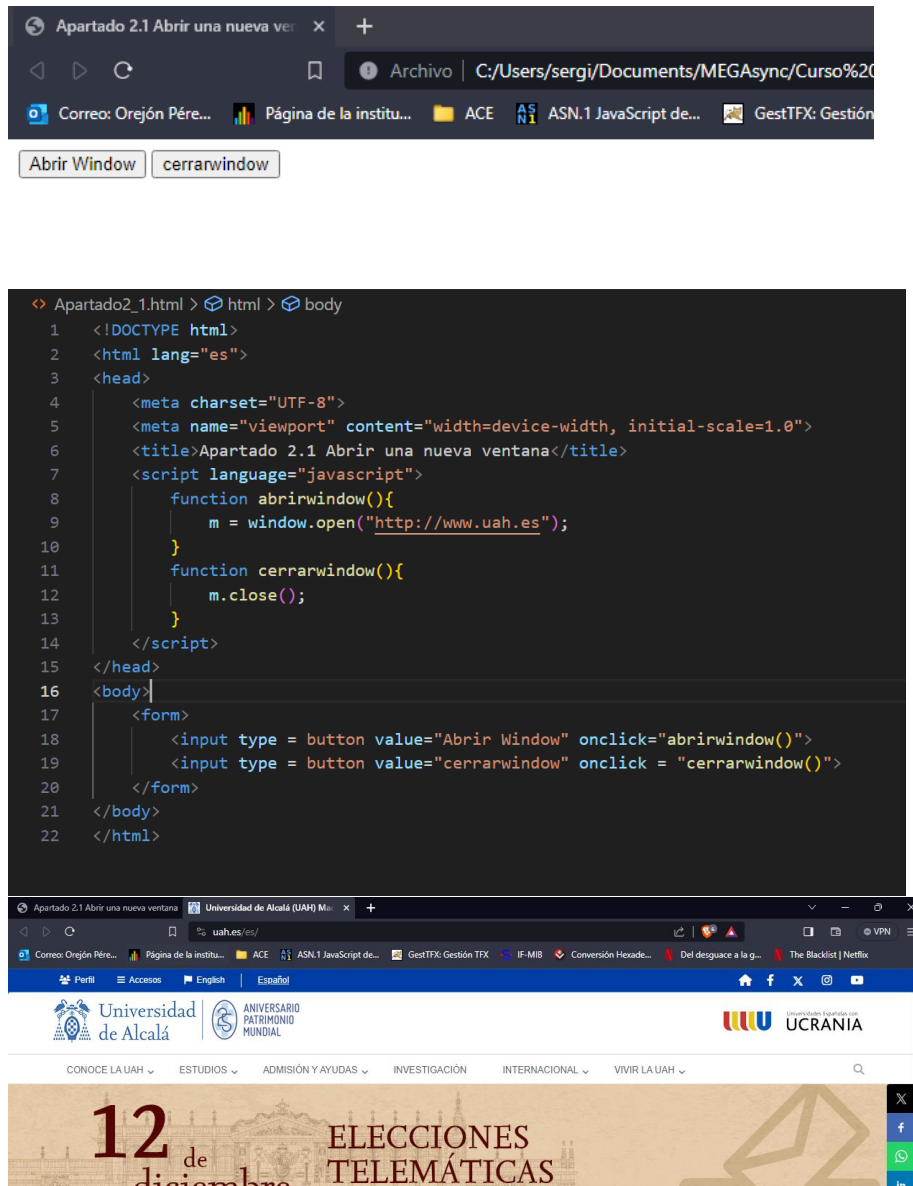 Apartado 2.1 Abrir una nueva ven
Archivo | C:/Users/sergi/Documents/MEGAsync/Curso%20
Correo: Orejón Pére... Página de la institu... ACE ASN.1 JavaScript de... GestTFX: Gestión
Abrir Window cerrarwindow
Apartado2_1.html > html > body
1 <!DOCTYPE html>
2 <html lang="es">
3 <head>
4 <meta charset="UTF-8">
5 <meta name="viewport" content="width=device-width, initial-scale=1.0">
6 <title>Apartado 2.1 Abrir una nueva ventana</title>
7 <script language="javascript">
8 function abrirwindow(){
9 m = window.open("http://www.uah.es");
10 }
11 function cerrarwindow(){
12 m.close();
13 }
14 </script>
15 </head>
16 <body>
17 <form>
18 <input type = button value="Abrir Window" onclick="abrirwindow()">
19 <input type = button value="cerrarwindow" onclick = "cerrarwindow()">
20 </form>
21 </body>
22 </html>
Apartado 2.1 Abrir una nueva ventana Universidad de Alcalá (UAH) Mad
uah.es/es/ VPN
Correo: Orejón Pére... Página de la institu... ACE ASN.1 JavaScript de... GestTFX: Gestión TFX IF-MIB Conversión Hexade... Del desguace a la g... The Blacklist | Netflix
Perfil Accesos English Español
Universidad de Alcalá
ANIVERSARIO PATRIMONIO MUNDIAL
Universidades Españolas con
UCRANIA
CONOCE LA UAH ESTUDIOS ADMISIÓN Y AYUDAS INVESTIGACIÓN INTERNACIONAL VIVIR LA UAH
12 de diciembre
ELECCIONES
TELEMÁTICAS